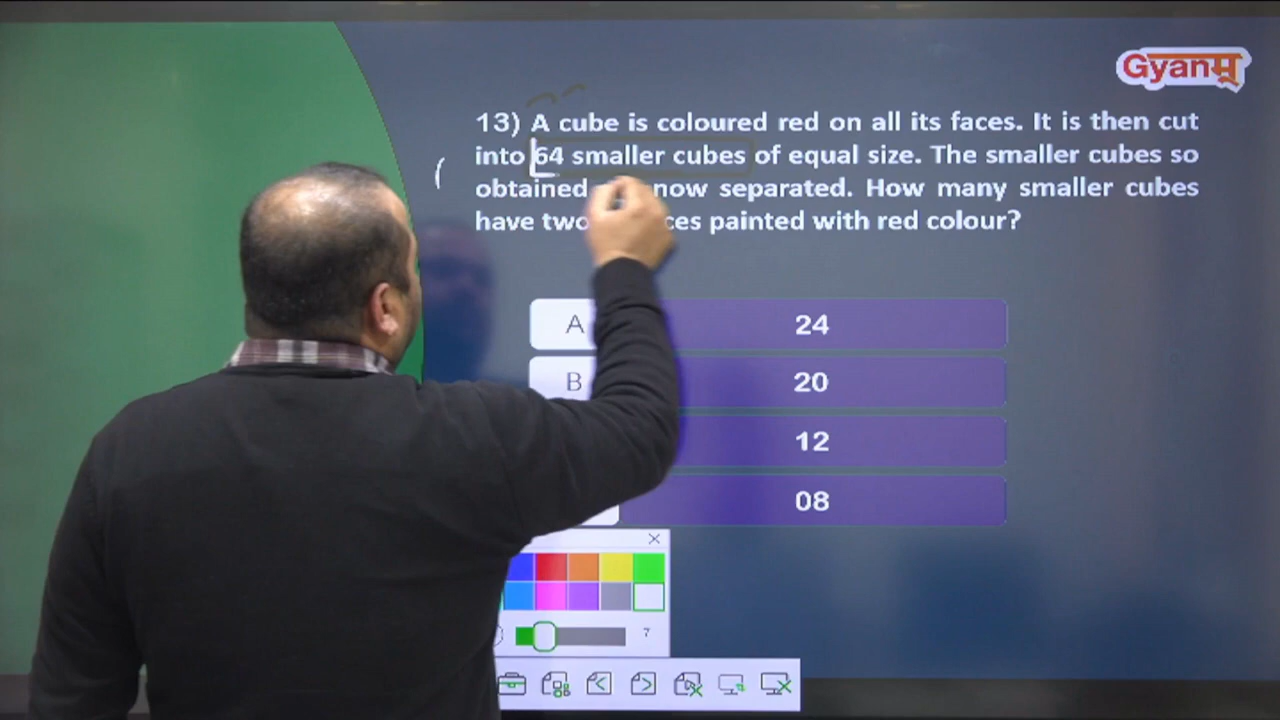 Gyanम्
13) A cube is coloured red on all its faces. It is then cut
into 64 smaller cubes of equal size. The smaller cubes so
obtained now separated. How many smaller cubes
have two ces painted with red colour?
A 24
B 20
12
08
7